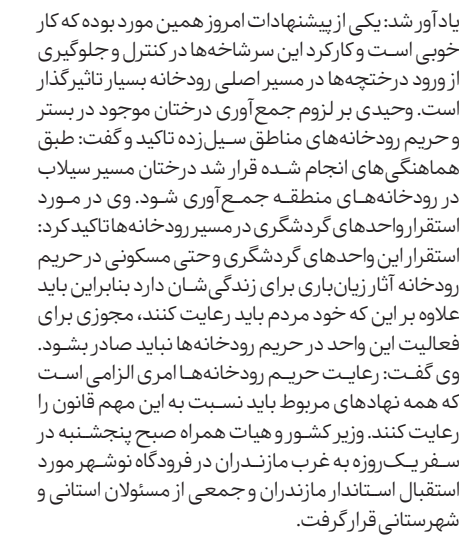 یادآور شد: یکی از پیشنهادات امروز همین مورد بوده که کار
خوبی است و کارکرد این سرشاخه‌ها در کنترل و جلوگیری
از ورود درختچه‌ها در مسیر اصلی رودخانه بسیار تاثیرگذار
است. وحیدی بر لزوم جمع‌آوری درختان موجود در بستر
و حریم رودخانه‌های مناطق سیل‌زده تاکید و گفت: طبق
هماهنگی‌های انجام شده قرار شد درختان مسیر سیلاب
در رودخانه‌های منطقه جمع‌آوری شود. وی در مورد
استقرار واحدهای گردشگری در مسیر رودخانه‌ها تاکید کرد:
استقرار این واحدهای گردشگری و حتی مسکونی در حریم
رودخانه آثار زیان‌باری برای زندگی‌شان دارد بنابراین باید
علاوه بر این که خود مردم باید رعایت کنند، مجوزی برای
فعالیت این واحد در حریم رودخانه‌ها نباید صادر بشود.
وی گفت: رعایت حریم رودخانه‌ها امری الزامی است
که همه نهادهای مربوط باید نسبت به این مهم قانون را
رعایت کنند. وزیر کشور و هیات همراه صبح پنجشنبه در
سفر یک‌روزه به غرب مازندران در فرودگاه نوشهر مورد
استقبال استاندار مازندران و جمعی از مسئولان استانی و
شهرستانی قرار گرفت.